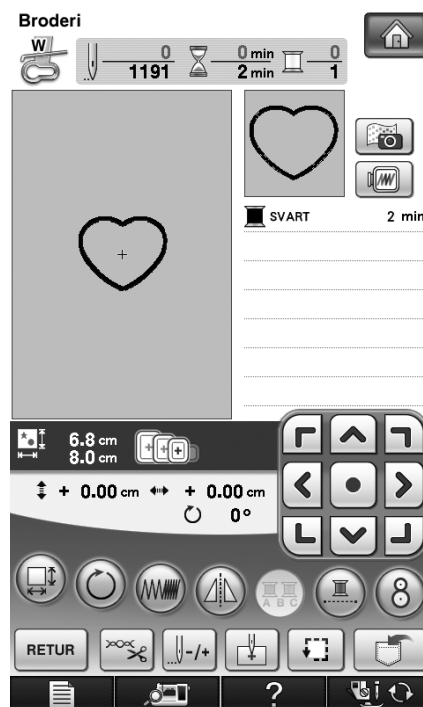 Broderi
W
0 0 min 0
1191 2 min 1
SVART 2 min
6.8 cm
8.0 cm
+ 0.00 cm + 0.00 cm
0°
A B C
8
RETUR
-/+
?